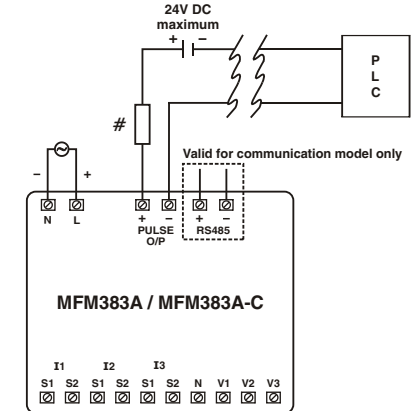 24V DC
maximum
+ –
P
L
C
#
Valid for communication model only
– +
N L
+ – + –
PULSE
O/P
RS485
MFM383A / MFM383A-C
I1 I2 I3
S1 S2 S1 S2 S1 S2 N V1 V2 V3